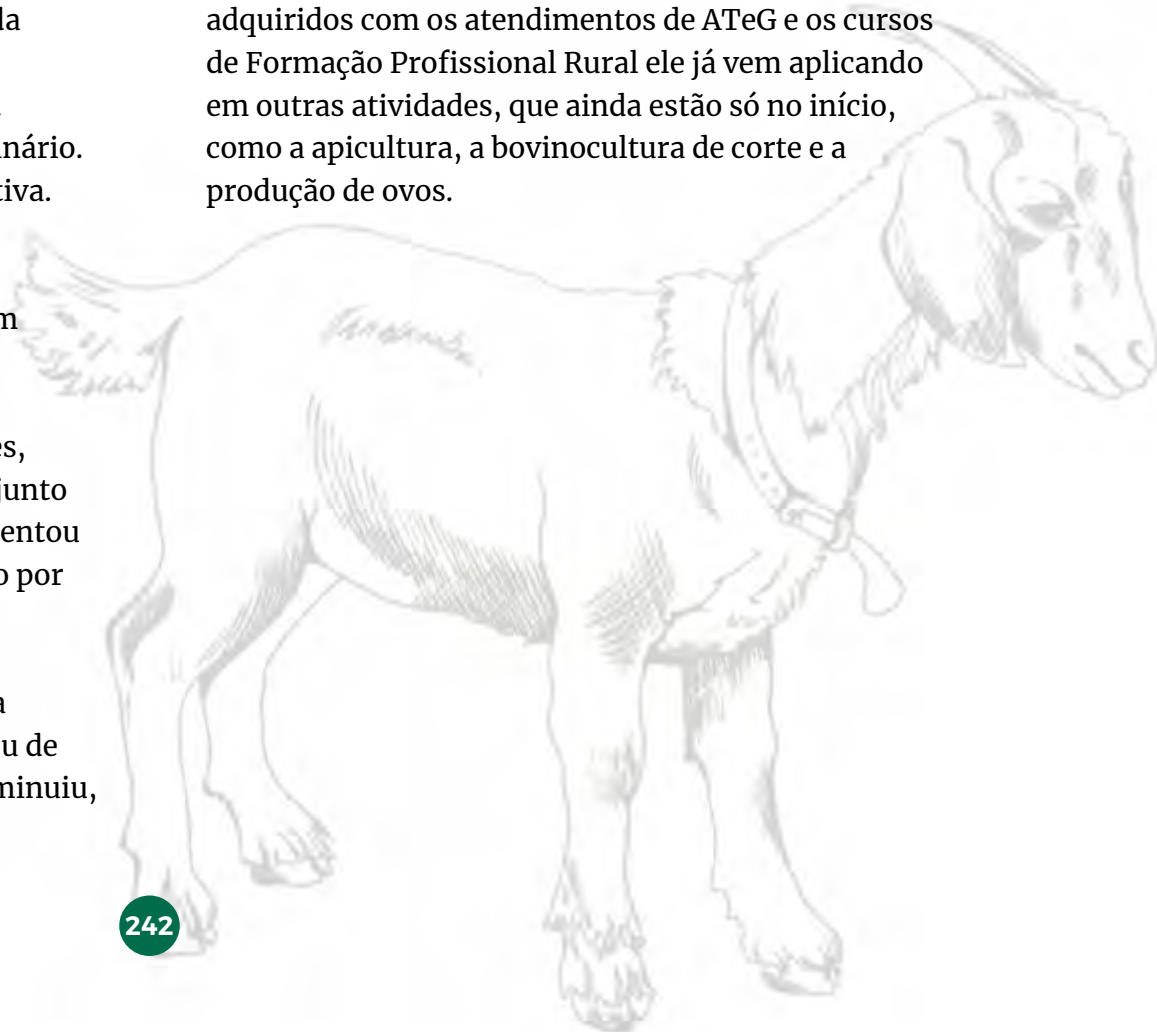 da
nário.
tiva.
m
es,
junto
entou
o por
a
u de
minuiu,
adquiridos com os atendimentos de ATeG e os cursos
de Formação Profissional Rural ele já vem aplicando
em outras atividades, que ainda estão só no início,
como a apicultura, a bovinocultura de corte e a
produção de ovos.
242